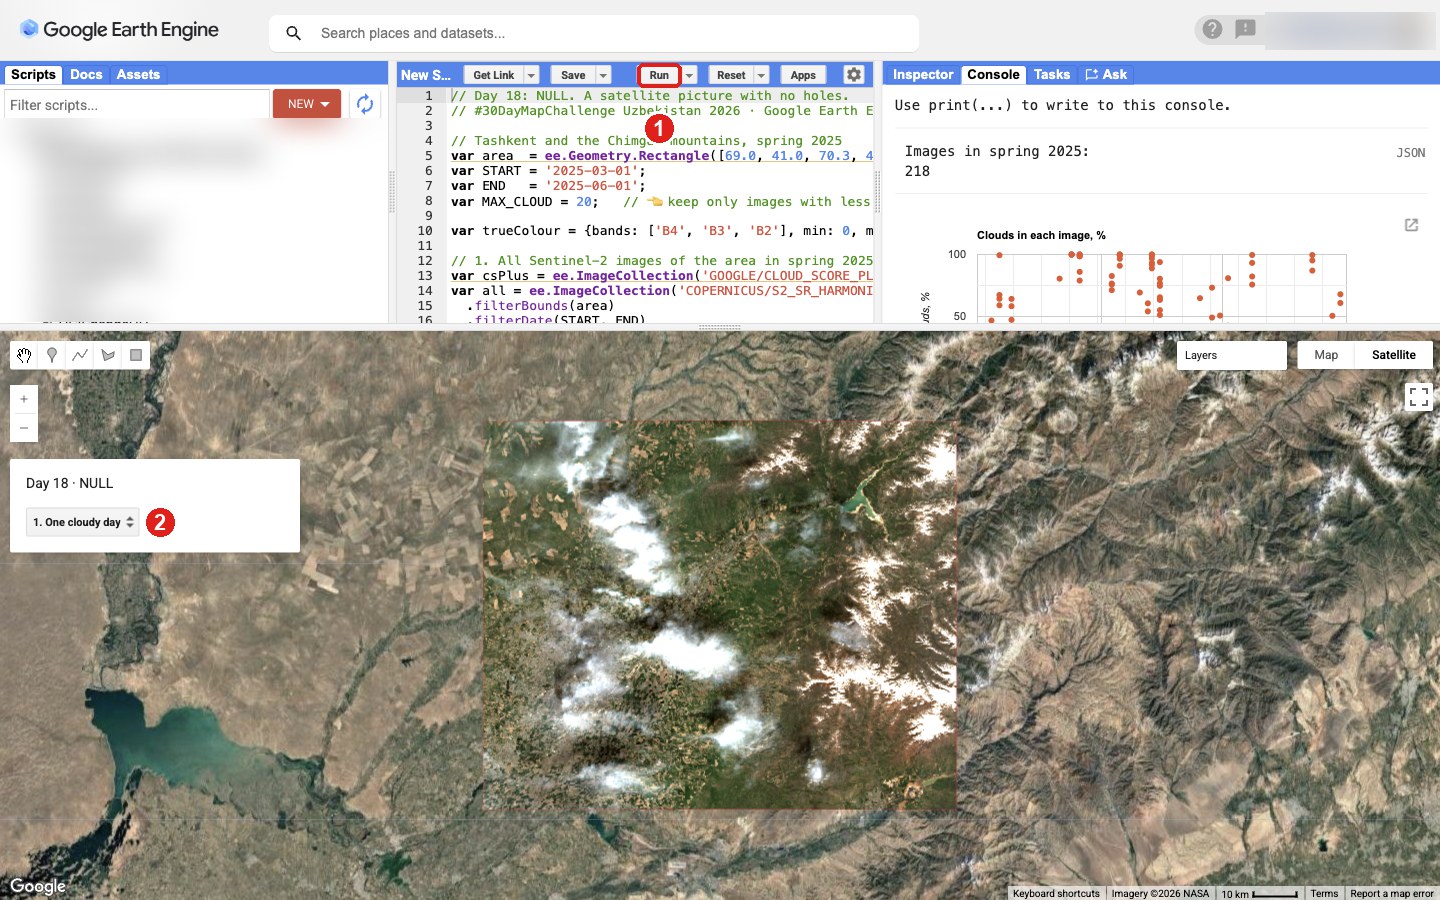 Google Earth Engine
Search places and datasets...
Scripts Docs Assets
Filter scripts...
NEW
New S...
Get Link
Save
Run
Reset
Apps
1 // Day 18: NULL. A satellite picture with no holes.
2 // #30DayMapChallenge Uzbekistan 2026 · Google Earth E
3
4 // Tashkent and the Chimga mountains, spring 2025
5 var area = ee.Geometry.Rectangle([69.0, 41.0, 70.3, 4
6 var START = '2025-03-01';
7 var END = '2025-06-01';
8 var MAX_CLOUD = 20; // 👈 keep only images with less
9
10 var trueColour = {bands: ['B4', 'B3', 'B2'], min: 0, m
11
12 // 1. All Sentinel-2 images of the area in spring 2025
13 var csPlus = ee.ImageCollection('GOOGLE/CLOUD_SCORE_PL
14 var all = ee.ImageCollection('COPERNICUS/S2_SR_HARMONI
15 .filterBounds(area)
16 .filterDate(START, END)
1
Inspector Console Tasks Ask
Use print(...) to write to this console.
Images in spring 2025:
JSON
218
Clouds in each image, %
100
50
Layers
Map
Satellite
+
−
Day 18 · NULL
1. One cloudy day
2
Google
Keyboard shortcuts
Imagery ©2026 NASA
10 km
Terms
Report a map error